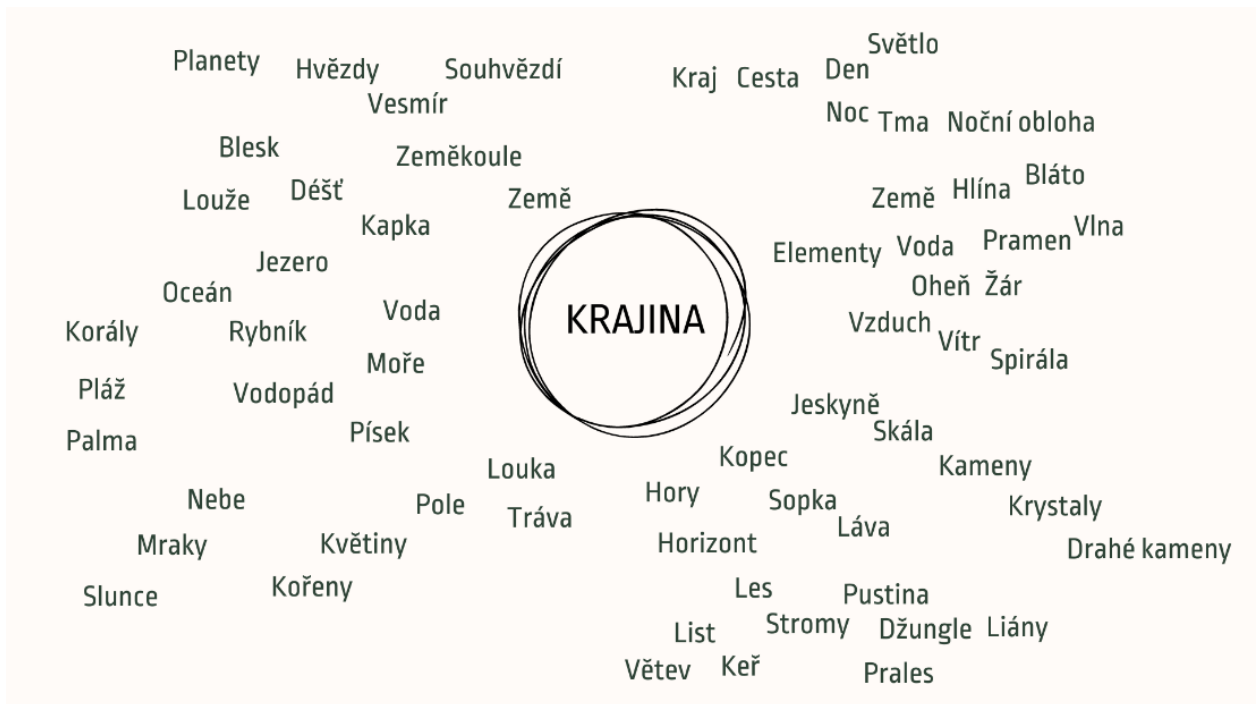 Světlo
Planety
Hvězdy
Souhvězdí
Kraj Cesta Den
Vesmír
Noc Tma Noční obloha
Blesk
Zeměkoule
Louže
Déšť
Země
Země Hlína Bláto
Kapka
Elementy Voda Pramen Vlna
Jezero
Oceán
Voda
Oheň Žár
KRAJINA
Korály
Rybník
Vzduch
Vítr
Spirála
Moře
Pláž
Vodopád
Jeskyně
Palma
Písek
Skála
Louka
Kopec
Kameny
Nebe
Pole
Tráva
Hory
Sopka
Láva
Krystaly
Mraky
Květiny
Horizont
Drahé kameny
Slunce
Kořeny
Les
Pustina
List
Stromy
Džungle Liány
Větev
Keř
Prales